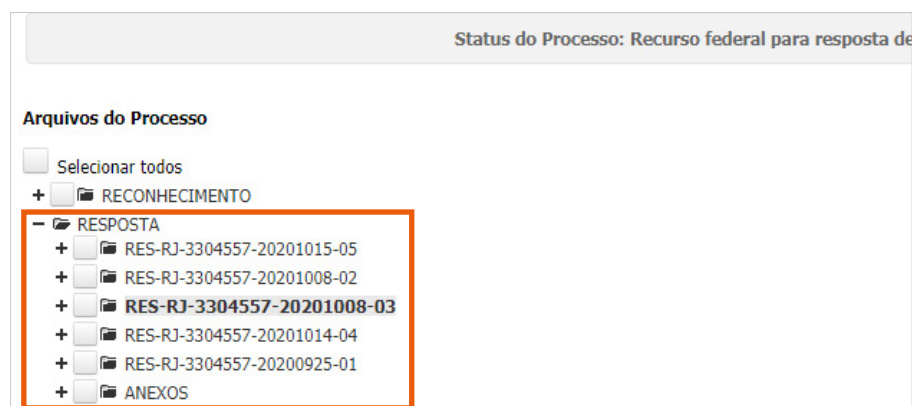 Status do Processo: Recurso federal para resposta de
Arquivos do Processo
Selecionar todos
+ RECONHECIMENTO
− RESPOSTA
+ RES-RJ-3304557-20201015-05
+ RES-RJ-3304557-20201008-02
+ RES-RJ-3304557-20201008-03
+ RES-RJ-3304557-20201014-04
+ RES-RJ-3304557-20200925-01
+ ANEXOS